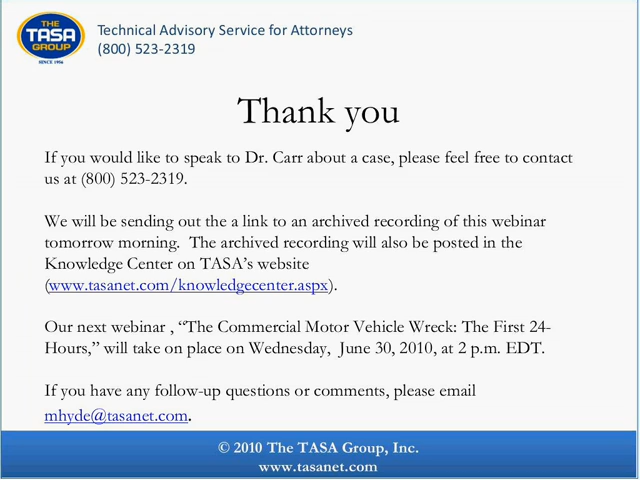 THE
TASA
GROUP
SINCE 1956
Technical Advisory Service for Attorneys
(800) 523-2319
Thank you
If you would like to speak to Dr. Carr about a case, please feel free to contact
us at (800) 523-2319.
We will be sending out the a link to an archived recording of this webinar
tomorrow morning.  The archived recording will also be posted in the
Knowledge Center on TASA’s website
(www.tasanet.com/knowledgecenter.aspx).
Our next webinar , “The Commercial Motor Vehicle Wreck: The First 24-
Hours,” will take on place on Wednesday,  June 30, 2010, at 2 p.m. EDT.
If you have any follow-up questions or comments, please email
mhyde@tasanet.com.
© 2010 The TASA Group, Inc.
www.tasanet.com